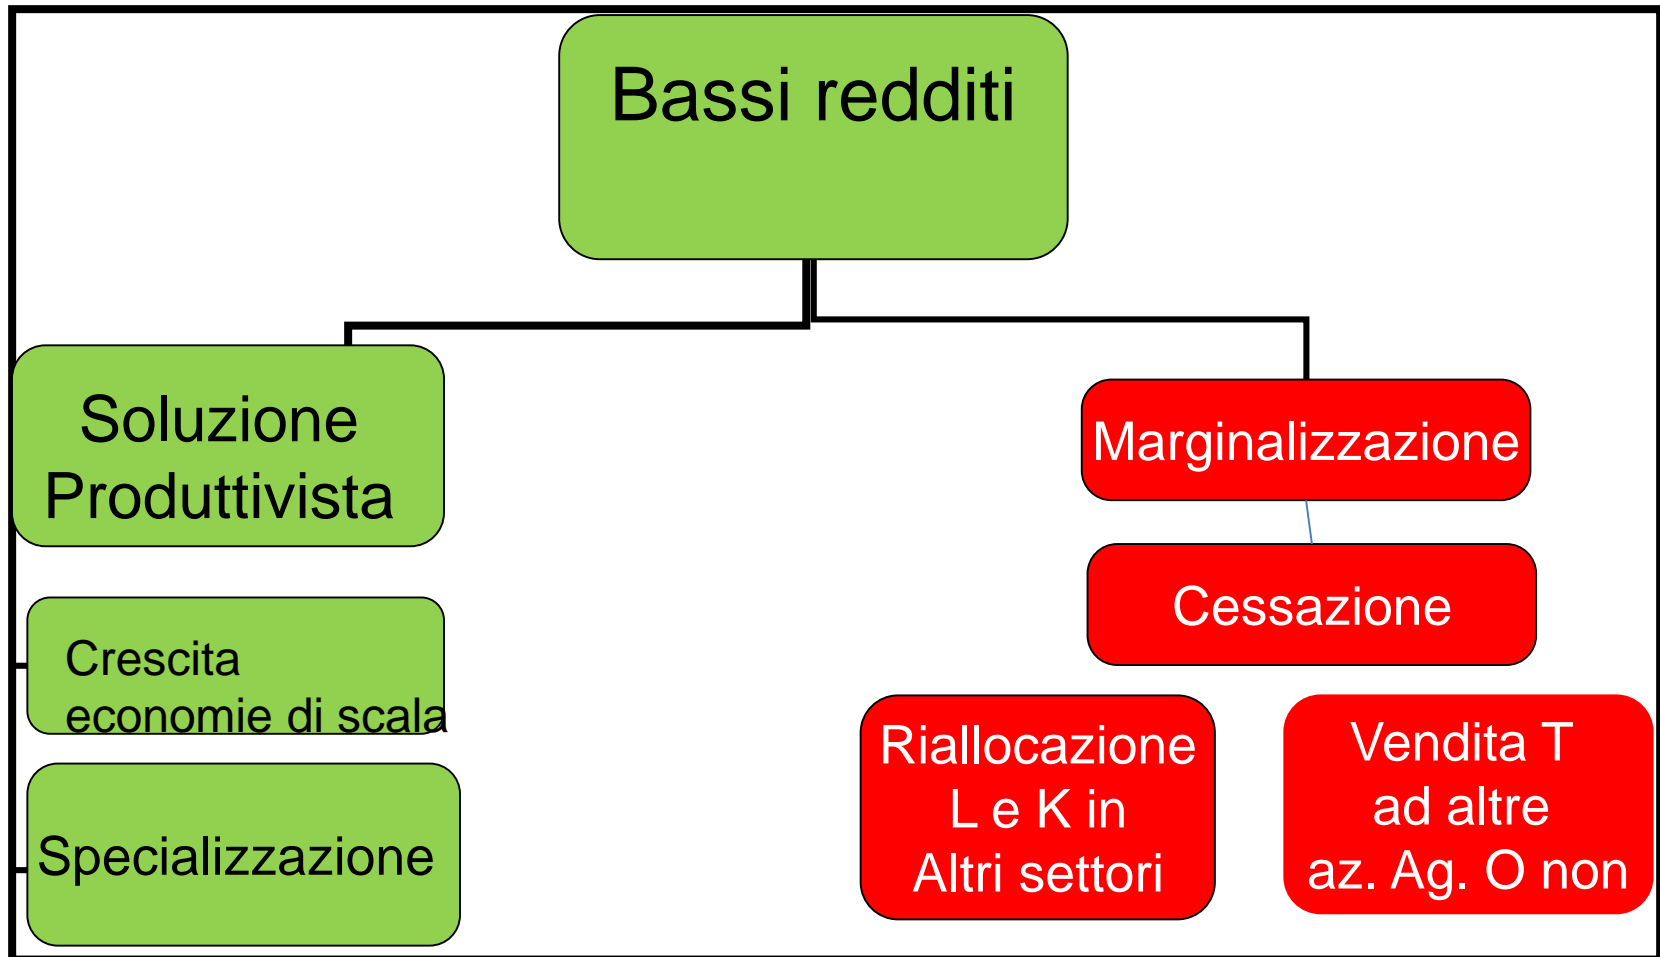 Bassi redditi
Soluzione
Produttivista
Marginalizzazione
Cessazione
Crescita
economie di scala
Specializzazione
Riallocazione
L e K in
Altri settori
Vendita T
ad altre
az. Ag. O non